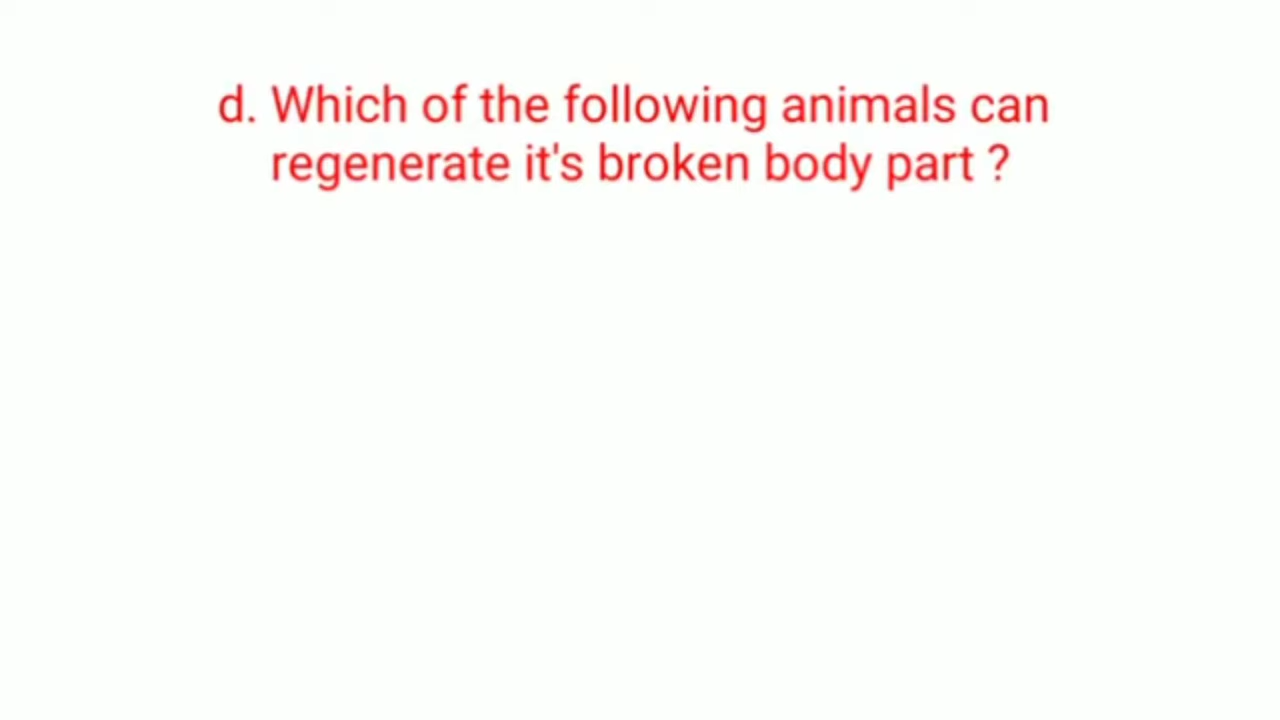 d. Which of the following animals can
regenerate it's broken body part ?